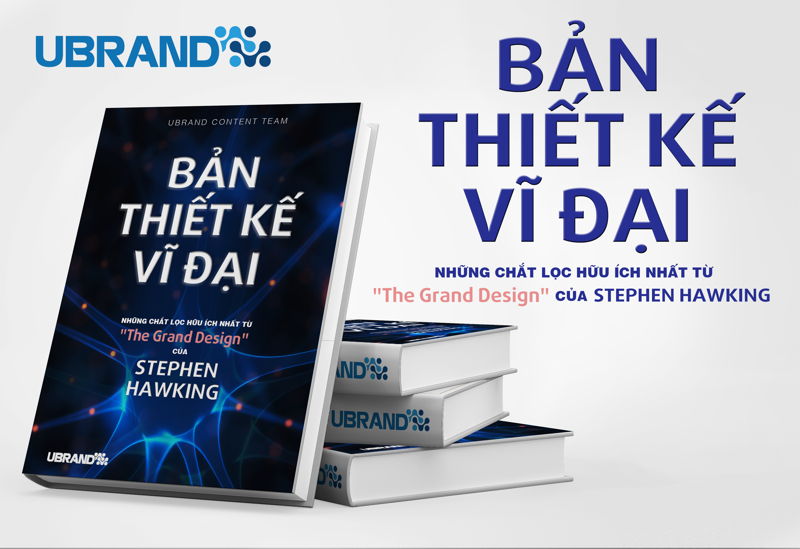 UBRAND
BẢN
THIẾT KẾ
VĨ ĐẠI
NHỮNG CHẮT LỌC HỮU ÍCH NHẤT TỪ
"The Grand Design" CỦA STEPHEN HAWKING
UBRAND CONTENT TEAM
BẢN
THIẾT KẾ
VĨ ĐẠI
NHỮNG CHẮT LỌC HỮU ÍCH NHẤT TỪ
"The Grand Design"
CỦA
STEPHEN
HAWKING
UBRAND
AND
UBRAND